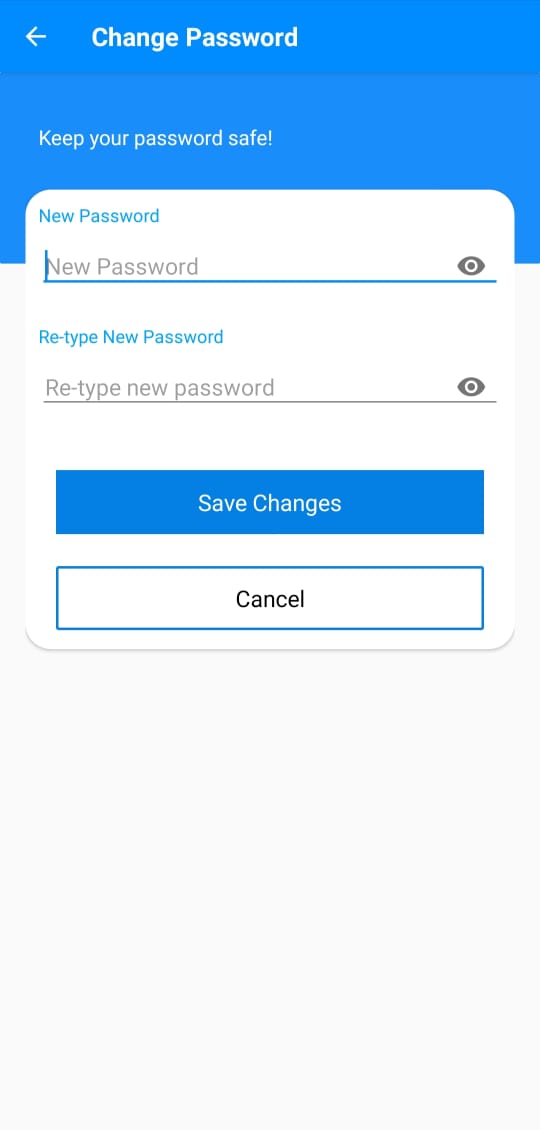 Change Password
Keep your password safe!
New Password
New Password
Re-type New Password
Re-type new password
Save Changes
Cancel